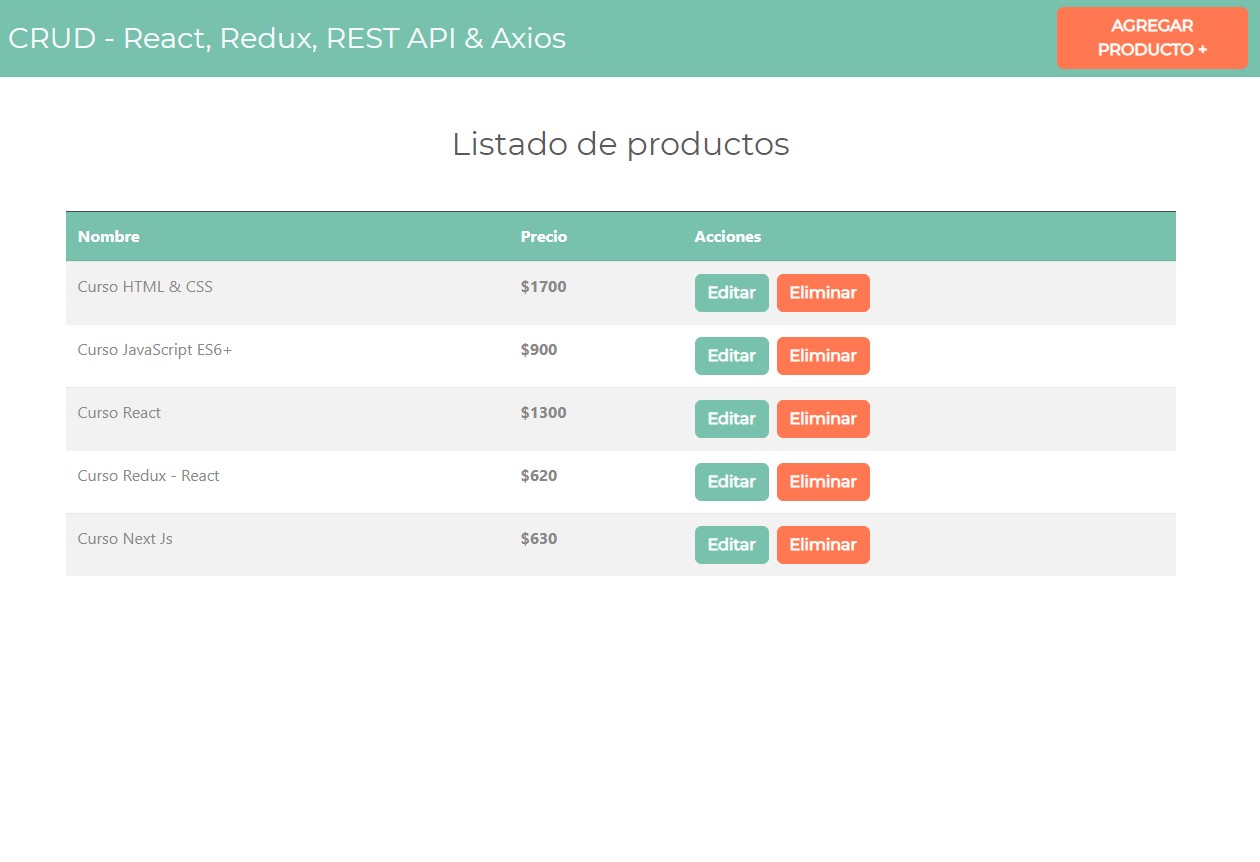 CRUD - React, Redux, REST API & Axios
AGREGAR
PRODUCTO +
Listado de productos
Nombre Precio Acciones
Curso HTML & CSS $1700 Editar Eliminar
Curso JavaScript ES6+ $900 Editar Eliminar
Curso React $1300 Editar Eliminar
Curso Redux - React $620 Editar Eliminar
Curso Next Js $630 Editar Eliminar